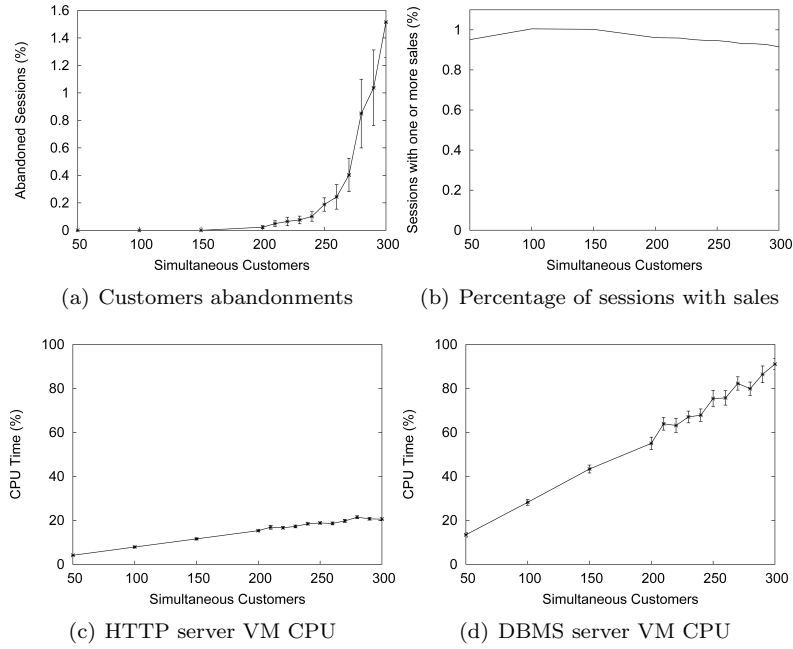 Abandoned Sessions (%)
1.6
1.4
1.2
1
0.8
0.6
0.4
0.2
0
50 100 150 200 250 300
Simultaneous Customers
(a) Customers abandonments
Sessions with one or more sales (%)
1
0.8
0.6
0.4
0.2
0
50 100 150 200 250 300
Simultaneous Customers
(b) Percentage of sessions with sales
CPU Time (%)
100
80
60
40
20
0
50 100 150 200 250 300
Simultaneous Customers
(c) HTTP server VM CPU
CPU Time (%)
100
80
60
40
20
0
50 100 150 200 250 300
Simultaneous Customers
(d) DBMS server VM CPU